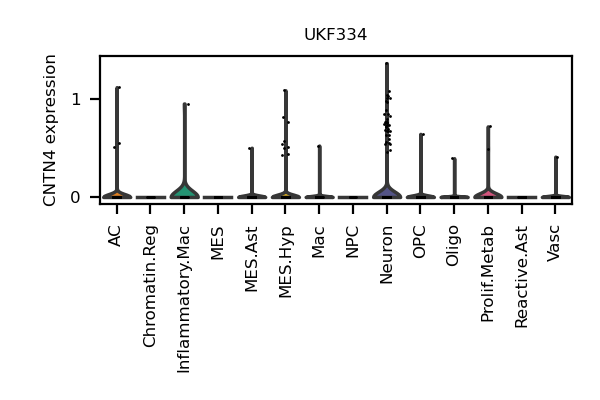 UKF334
CNTN4 expression
1
0
AC
Chromatin.Reg
Inflammatory.Mac
MES
MES.Ast
MES.Hyp
Mac
NPC
Neuron
OPC
Oligo
Prolif.Metab
Reactive.Ast
Vasc